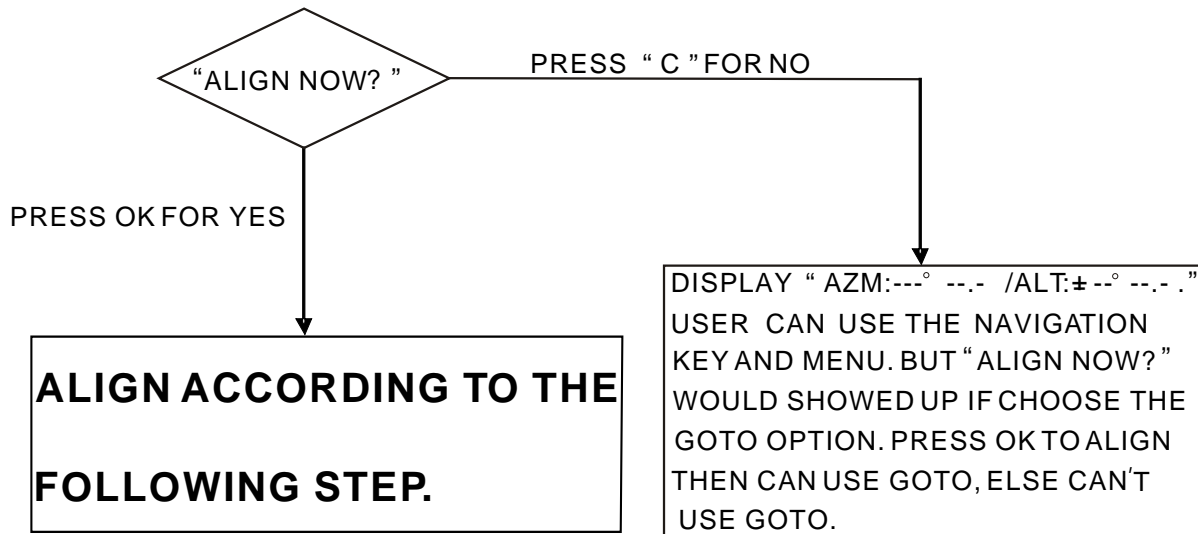 “ALIGN NOW? ”
PRESS “ C ” FOR NO
PRESS OK FOR YES
ALIGN ACCORDING TO THE
FOLLOWING STEP.
DISPLAY “ AZM:---° --.- /ALT:± --° --.- .”
USER CAN USE THE NAVIGATION
KEY AND MENU. BUT “ALIGN NOW? ”
WOULD SHOWED UP IF CHOOSE THE
GOTO OPTION. PRESS OK TO ALIGN
THEN CAN USE GOTO, ELSE CAN'T
USE GOTO.